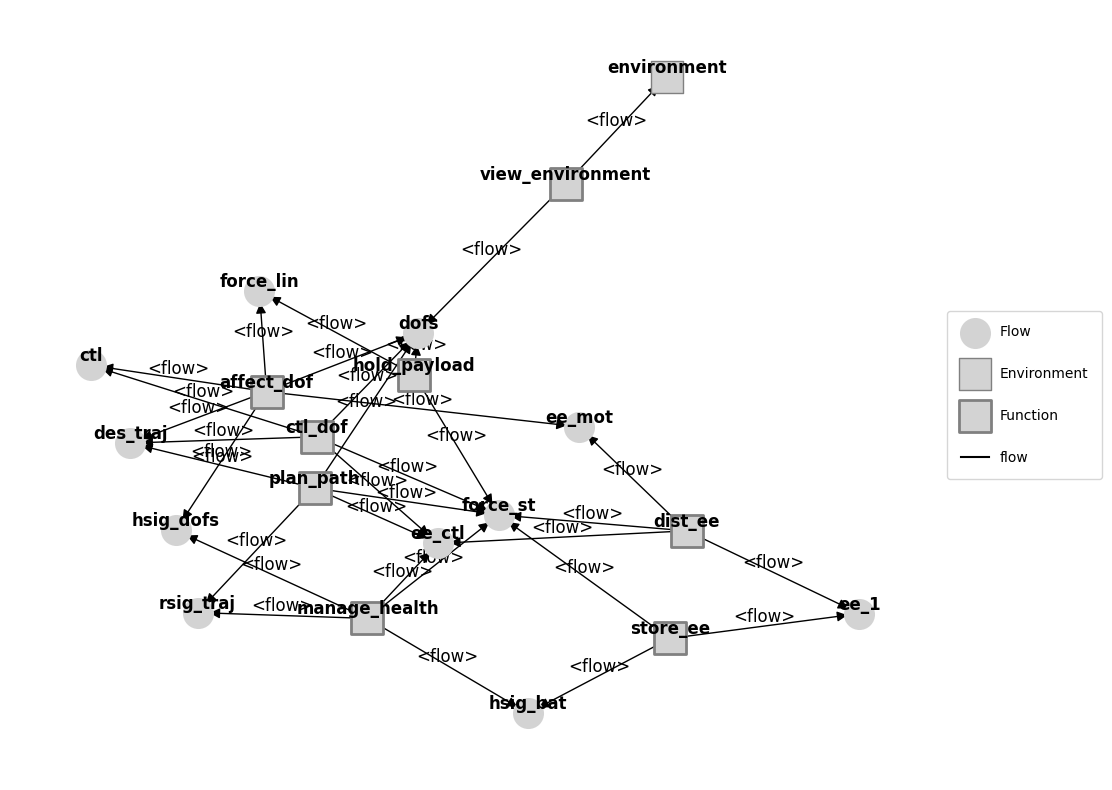 environment
<flow>
view_environment
<flow>
force_lin
<flow>
<flow>
dofs
<flow>
<flow>
ctl
<flow>
hold_payload
<flow>
affect_dof
<flow>
<flow>
<flow>
<flow>
ee_mot
ctl_dof
des_traj
<flow>
<flow>
<flow>
<flow>
<flow>
<flow>
plan_path
<flow>
<flow>
<flow>
force_st
<flow>
hsig_dofs
dist_ee
<flow>
ee_ctl
<flow>
<flow>
<flow>
<flow>
<flow>
<flow>
rsig_traj
<flow>
manage_health
ee_1
<flow>
store_ee
<flow>
<flow>
hsig_bat
Flow
Environment
Function
flow